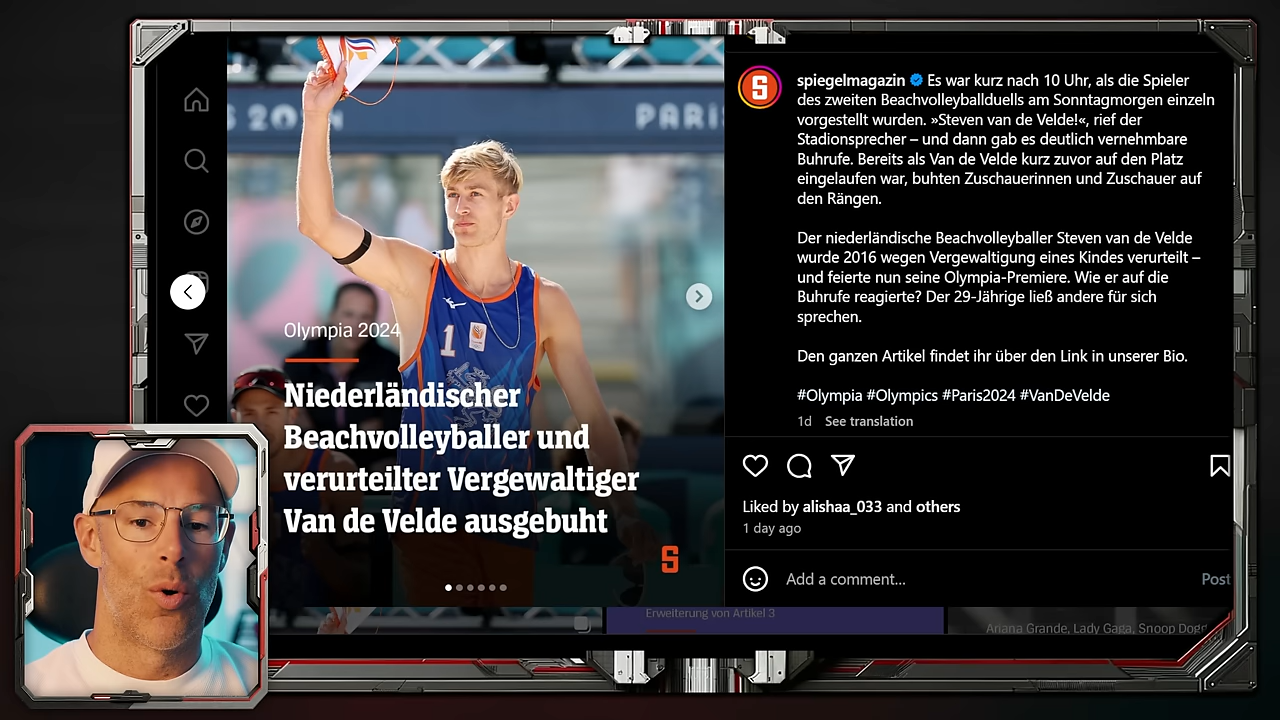 PARI
Olympia 2024
1
Niederländischer
Beachvolleyballer und
verurteilter Vergewaltiger
Van de Velde ausgebuht
S
S
spiegelmagazin Es war kurz nach 10 Uhr, als die Spieler
des zweiten Beachvolleyballduells am Sonntagmorgen einzeln
vorgestellt wurden. »Steven van de Velde!«, rief der
Stadionsprecher – und dann gab es deutlich vernehmbare
Buhrufe. Bereits als Van de Velde kurz zuvor auf den Platz
eingelaufen war, buhten Zuschauerinnen und Zuschauer auf
den Rängen.
Der niederländische Beachvolleyballer Steven van de Velde
wurde 2016 wegen Vergewaltigung eines Kindes verurteilt –
und feierte nun seine Olympia-Premiere. Wie er auf die
Buhrufe reagierte? Der 29-Jährige ließ andere für sich
sprechen.
Den ganzen Artikel findet ihr über den Link in unserer Bio.
#Olympia #Olympics #Paris2024 #VanDeVelde
1d See translation
Liked by alishaa_033 and others
1 day ago
Add a comment... Post
Erweiterung von Artikel 3
Ariana Grande, Lady Gaga, Snoop Dogg